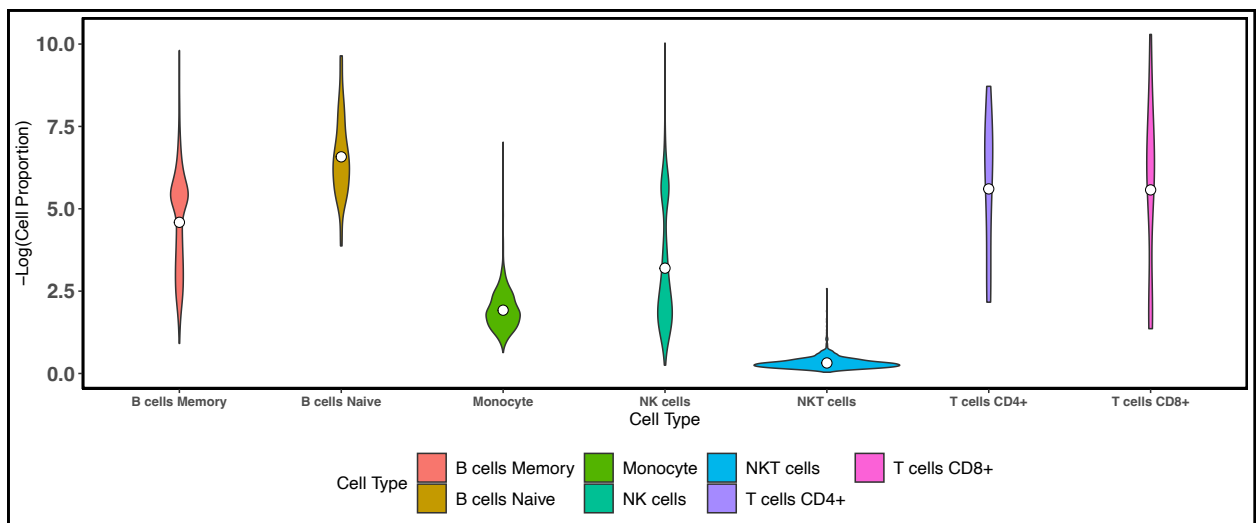 −Log(Cell Proportion)
10.0
7.5
5.0
2.5
0.0
B cells Memory B cells Naive Monocyte NK cells NKT cells T cells CD4+ T cells CD8+
Cell Type
Cell Type
B cells Memory Monocyte NKT cells T cells CD8+
B cells Naive NK cells T cells CD4+